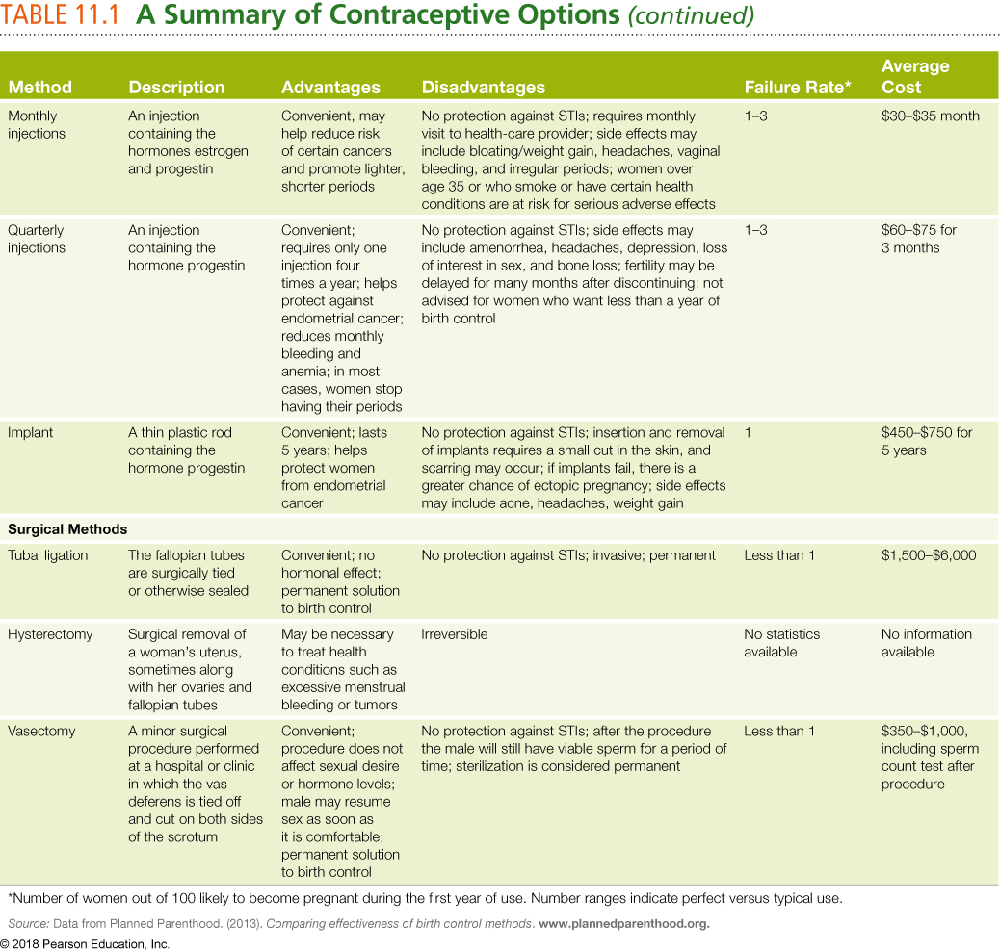 TABLE 11.1 A Summary of Contraceptive Options (continued)
Method Description Advantages Disadvantages Failure Rate* Average Cost
Monthly injections
An injection containing the hormones estrogen and progestin
Convenient, may help reduce risk of certain cancers and promote lighter, shorter periods
No protection against STIs; requires monthly visit to health-care provider; side effects may include bloating/weight gain, headaches, vaginal bleeding, and irregular periods; women over age 35 or who smoke or have certain health conditions are at risk for serious adverse effects
1–3
$30–$35 month
Quarterly injections
An injection containing the hormone progestin
Convenient; requires only one injection four times a year; helps protect against endometrial cancer; reduces monthly bleeding and anemia; in most cases, women stop having their periods
No protection against STIs; side effects may include amenorrhea, headaches, depression, loss of interest in sex, and bone loss; fertility may be delayed for many months after discontinuing; not advised for women who want less than a year of birth control
1–3
$60–$75 for 3 months
Implant
A thin plastic rod containing the hormone progestin
Convenient; lasts 5 years; helps protect women from endometrial cancer
No protection against STIs; insertion and removal of implants requires a small cut in the skin, and scarring may occur; if implants fail, there is a greater chance of ectopic pregnancy; side effects may include acne, headaches, weight gain
1
$450–$750 for 5 years
Surgical Methods
Tubal ligation
The fallopian tubes are surgically tied or otherwise sealed
Convenient; no hormonal effect; permanent solution to birth control
No protection against STIs; invasive; permanent
Less than 1
$1,500–$6,000
Hysterectomy
Surgical removal of a woman's uterus, sometimes along with her ovaries and fallopian tubes
May be necessary to treat health conditions such as excessive menstrual bleeding or tumors
Irreversible
No statistics available
No information available
Vasectomy
A minor surgical procedure performed at a hospital or clinic in which the vas deferens is tied off and cut on both sides of the scrotum
Convenient; procedure does not affect sexual desire or hormone levels; male may resume sex as soon as it is comfortable; permanent solution to birth control
No protection against STIs; after the procedure the male will still have viable sperm for a period of time; sterilization is considered permanent
Less than 1
$350–$1,000, including sperm count test after procedure
*Number of women out of 100 likely to become pregnant during the first year of use. Number ranges indicate perfect versus typical use.
Source: Data from Planned Parenthood. (2013). Comparing effectiveness of birth control methods. www.plannedparenthood.org.
© 2018 Pearson Education, Inc.